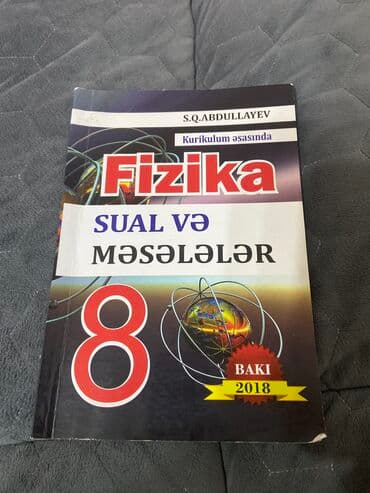 S.Q.ABDULLAYEV
Kurikulum əsasında
Fizika
SUAL VƏ
MƏSƏLƏLƏR
8
BAKI
2018